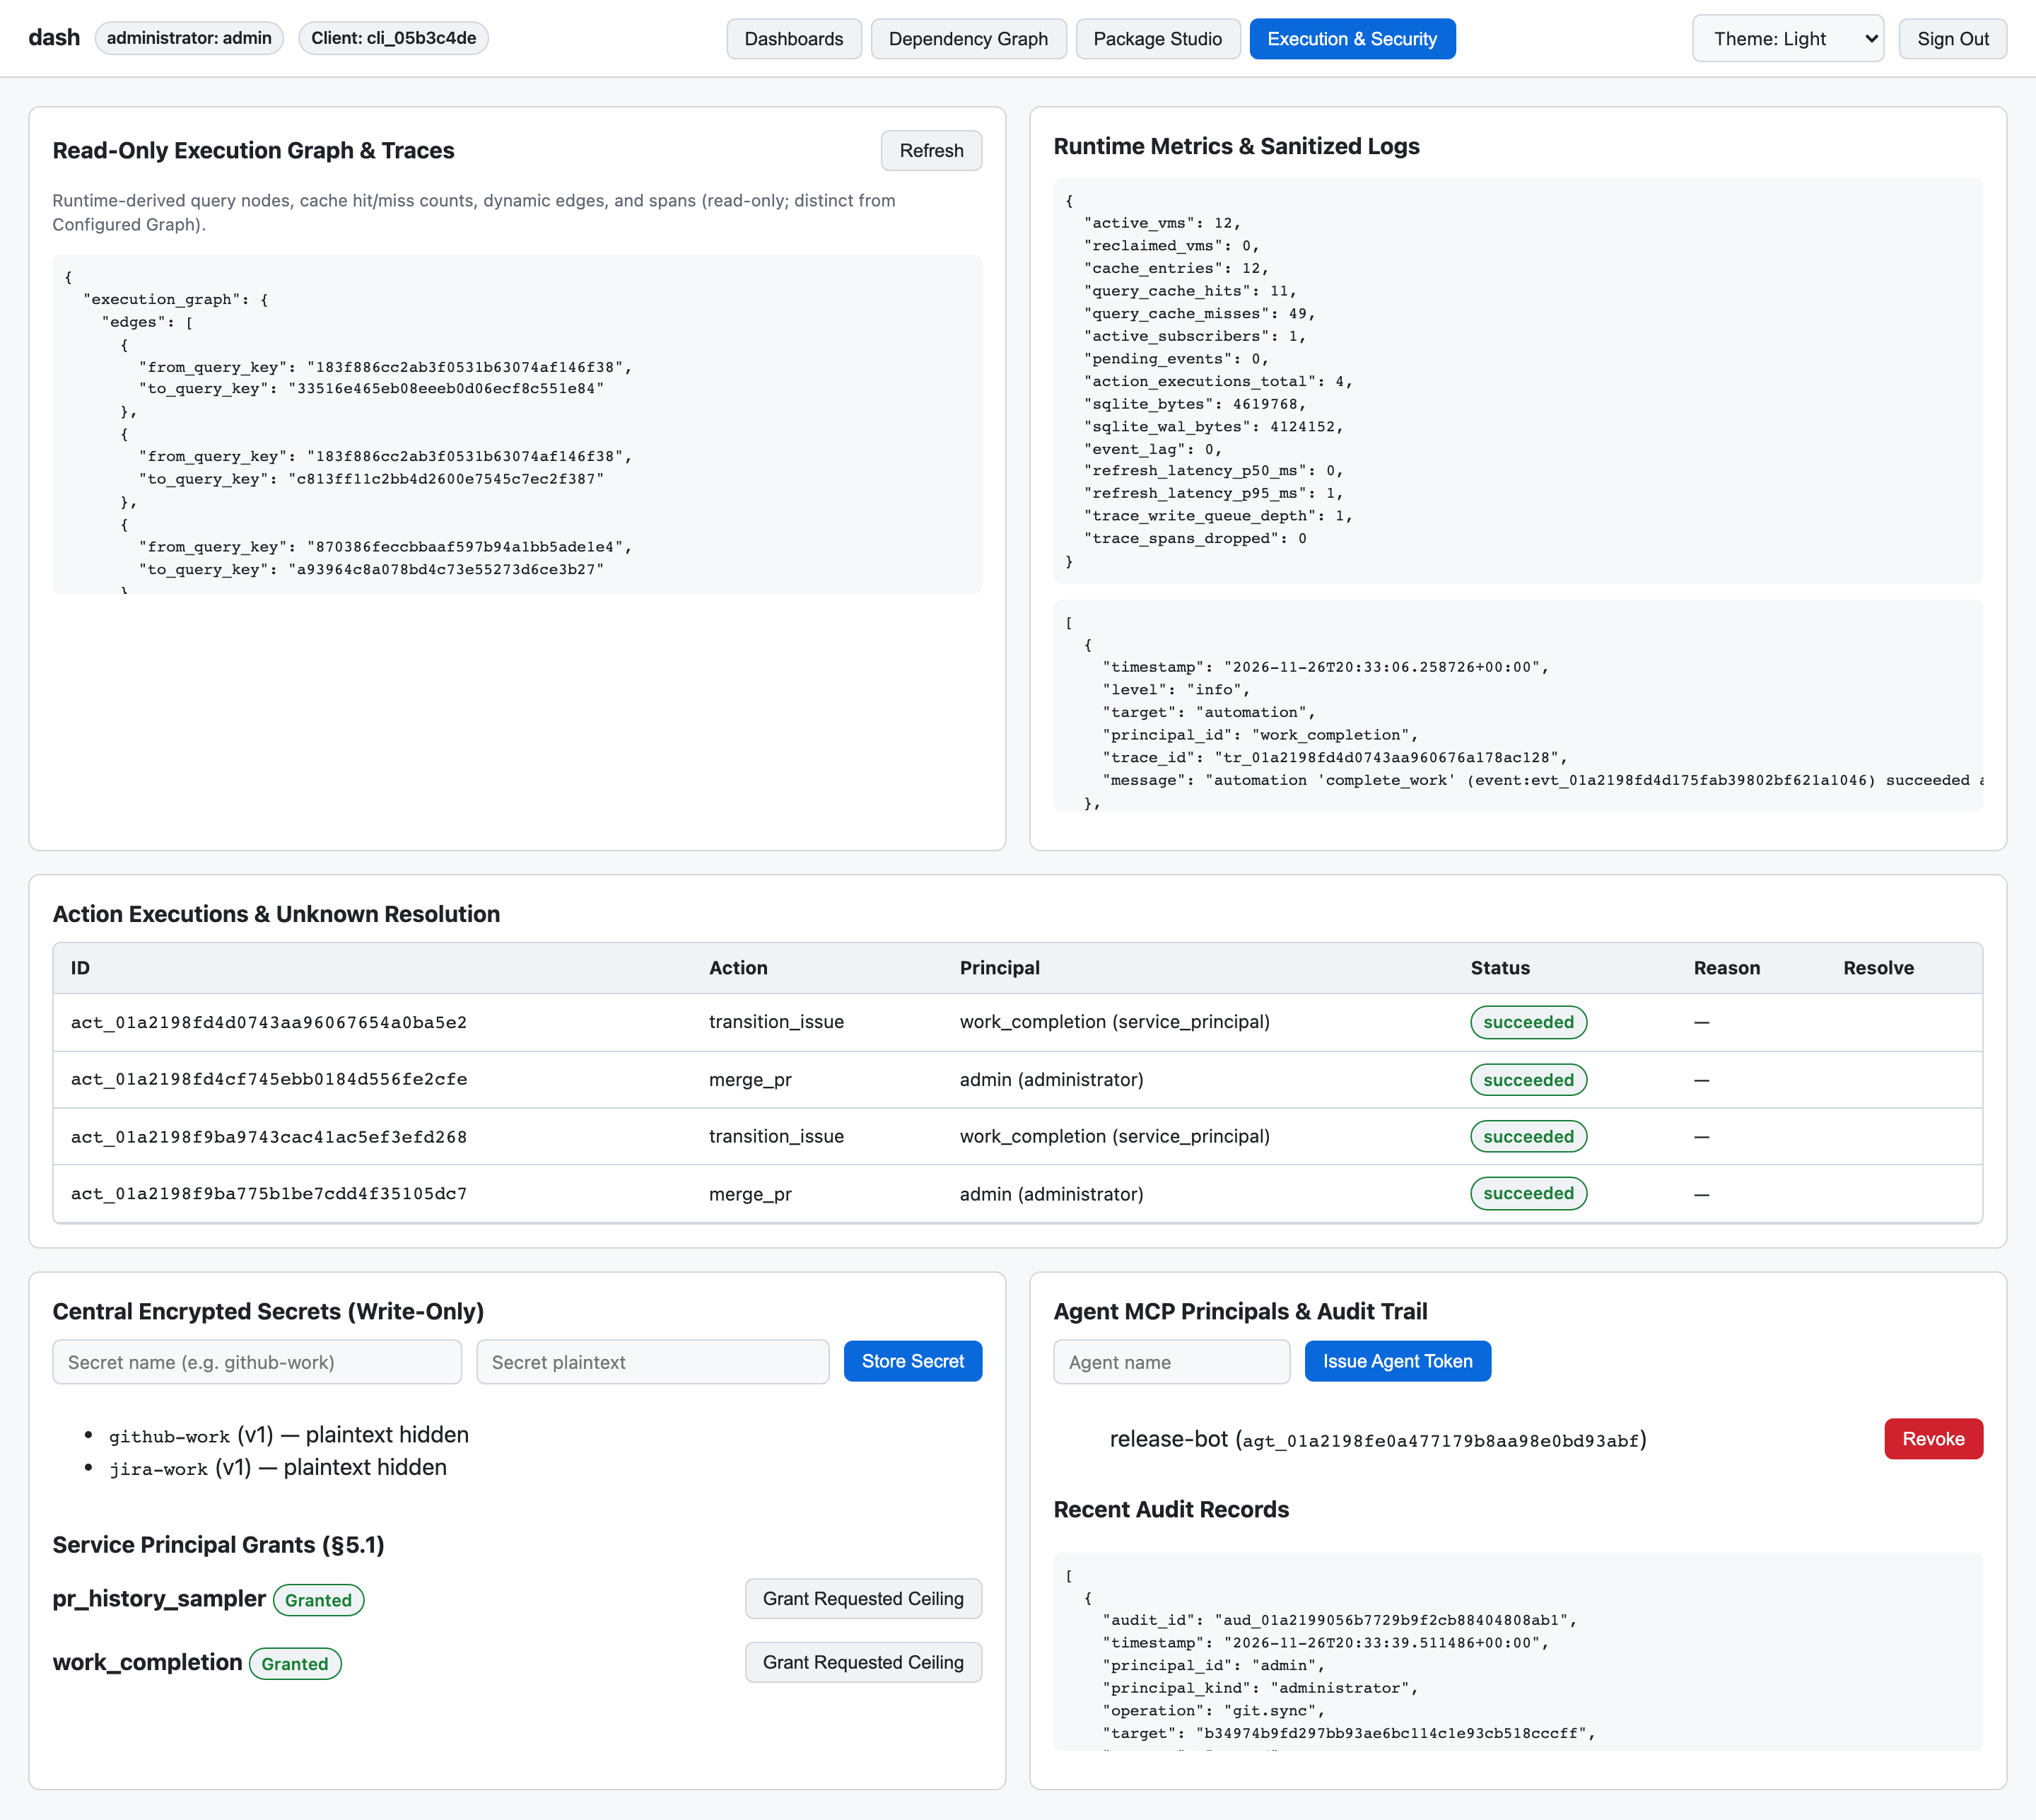 dash
administrator: admin
Client: cli_05b3c4de
Dashboards
Dependency Graph
Package Studio
Execution & Security
Theme: Light
Sign Out
Read-Only Execution Graph & Traces
Refresh
Runtime-derived query nodes, cache hit/miss counts, dynamic edges, and spans (read-only; distinct from
Configured Graph).
{
"execution_graph": {
"edges": [
{
"from_query_key": "183f886cc2ab3f0531b63074af146f38",
"to_query_key": "33516e465eb08eeeb0d06ecf8c551e84"
},
{
"from_query_key": "183f886cc2ab3f0531b63074af146f38",
"to_query_key": "c813ff11c2bb4d2600e7545c7ec2f387"
},
{
"from_query_key": "870386feccbbaaf597b94a1bb5ade1e4",
"to_query_key": "a93964c8a078bd4c73e55273d6ce3b27"
}
Runtime Metrics & Sanitized Logs
{
"active_vms": 12,
"reclaimed_vms": 0,
"cache_entries": 12,
"query_cache_hits": 11,
"query_cache_misses": 49,
"active_subscribers": 1,
"pending_events": 0,
"action_executions_total": 4,
"sqlite_bytes": 4619768,
"sqlite_wal_bytes": 4124152,
"event_lag": 0,
"refresh_latency_p50_ms": 0,
"refresh_latency_p95_ms": 1,
"trace_write_queue_depth": 1,
"trace_spans_dropped": 0
}
[
{
"timestamp": "2026-11-26T20:33:06.258726+00:00",
"level": "info",
"target": "automation",
"principal_id": "work_completion",
"trace_id": "tr_01a2198fd4d0743aa960676a178ac128",
"message": "automation 'complete_work' (event:evt_01a2198fd4d175fab39802bf621a1046) succeeded a
},
Action Executions & Unknown Resolution
ID Action Principal Status Reason Resolve
act_01a2198fd4d0743aa96067654a0ba5e2 transition_issue work_completion (service_principal) succeeded —
act_01a2198fd4cf745ebb0184d556fe2cfe merge_pr admin (administrator) succeeded —
act_01a2198f9ba9743cac41ac5ef3efd268 transition_issue work_completion (service_principal) succeeded —
act_01a2198f9ba775b1be7cdd4f35105dc7 merge_pr admin (administrator) succeeded —
Central Encrypted Secrets (Write-Only)
Secret name (e.g. github-work)
Secret plaintext
Store Secret
• github-work (v1) — plaintext hidden
• jira-work (v1) — plaintext hidden
Service Principal Grants (§5.1)
pr_history_sampler Granted
Grant Requested Ceiling
work_completion Granted
Grant Requested Ceiling
Agent MCP Principals & Audit Trail
Agent name
Issue Agent Token
release-bot (agt_01a2198fe0a477179b8aa98e0bd93abf)
Revoke
Recent Audit Records
[
{
"audit_id": "aud_01a2199056b7729b9f2cb88404808ab1",
"timestamp": "2026-11-26T20:33:39.511486+00:00",
"principal_id": "admin",
"principal_kind": "administrator",
"operation": "git.sync",
"target": "b34974b9fd297bb93ae6bc114c1e93cb518cccff",